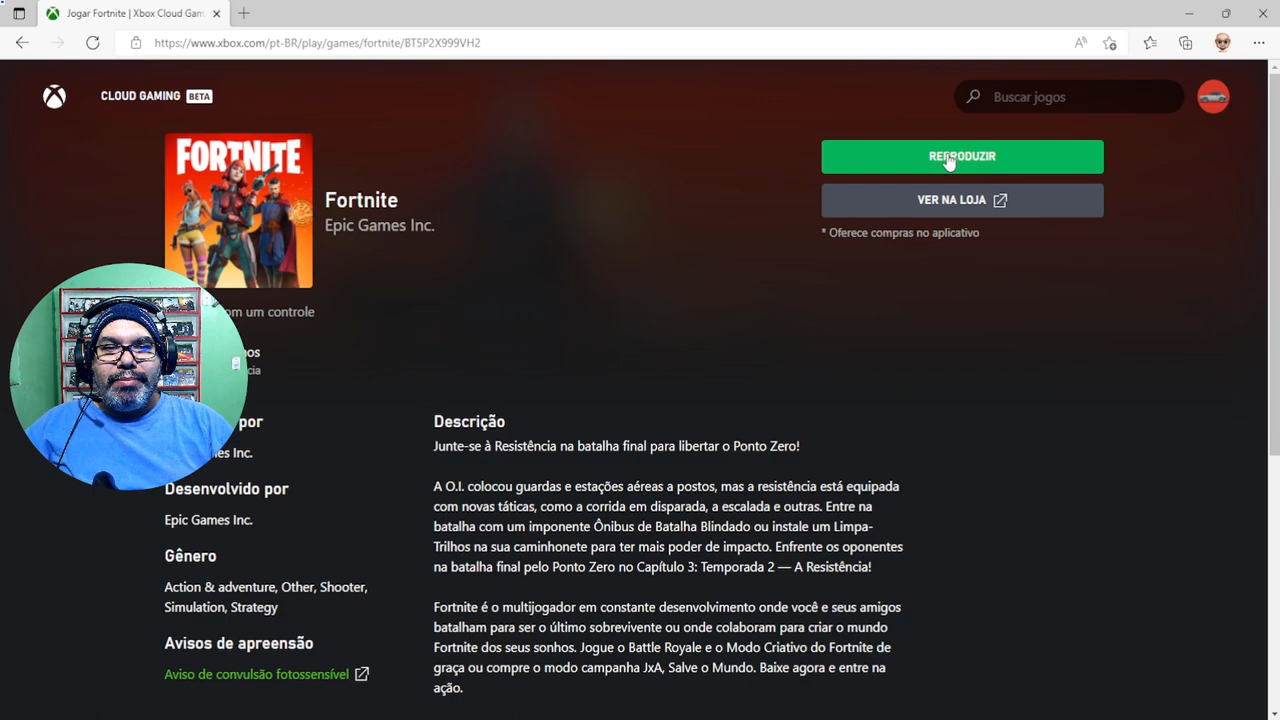 Jogar Fortnite | Xbox Cloud Gam
https://www.xbox.com/pt-BR/play/games/fortnite/BT5P2X999VH2
CLOUD GAMING BETA
Buscar jogos
FORTNITE
REPRODUZIR
Fortnite
Epic Games Inc.
VER NA LOJA
* Oferece compras no aplicativo
om um controle
nos
cia
por
es Inc.
Desenvolvido por
Epic Games Inc.
Gênero
Action & adventure, Other, Shooter,
Simulation, Strategy
Avisos de apreensão
Aviso de convulsão fotossensível
Descrição
Junte-se à Resistência na batalha final para libertar o Ponto Zero!
A O.I. colocou guardas e estações aéreas a postos, mas a resistência está equipada
com novas táticas, como a corrida em disparada, a escalada e outras. Entre na
batalha com um imponente Ônibus de Batalha Blindado ou instale um Limpa-
Trilhos na sua caminhonete para ter mais poder de impacto. Enfrente os oponentes
na batalha final pelo Ponto Zero no Capítulo 3: Temporada 2 — A Resistência!
Fortnite é o multijogador em constante desenvolvimento onde você e seus amigos
batalham para ser o último sobrevivente ou onde colaboram para criar o mundo
Fortnite dos seus sonhos. Jogue o Battle Royale e o Modo Criativo do Fortnite de
graça ou compre o modo campanha JxA, Salve o Mundo. Baixe agora e entre na
ação.